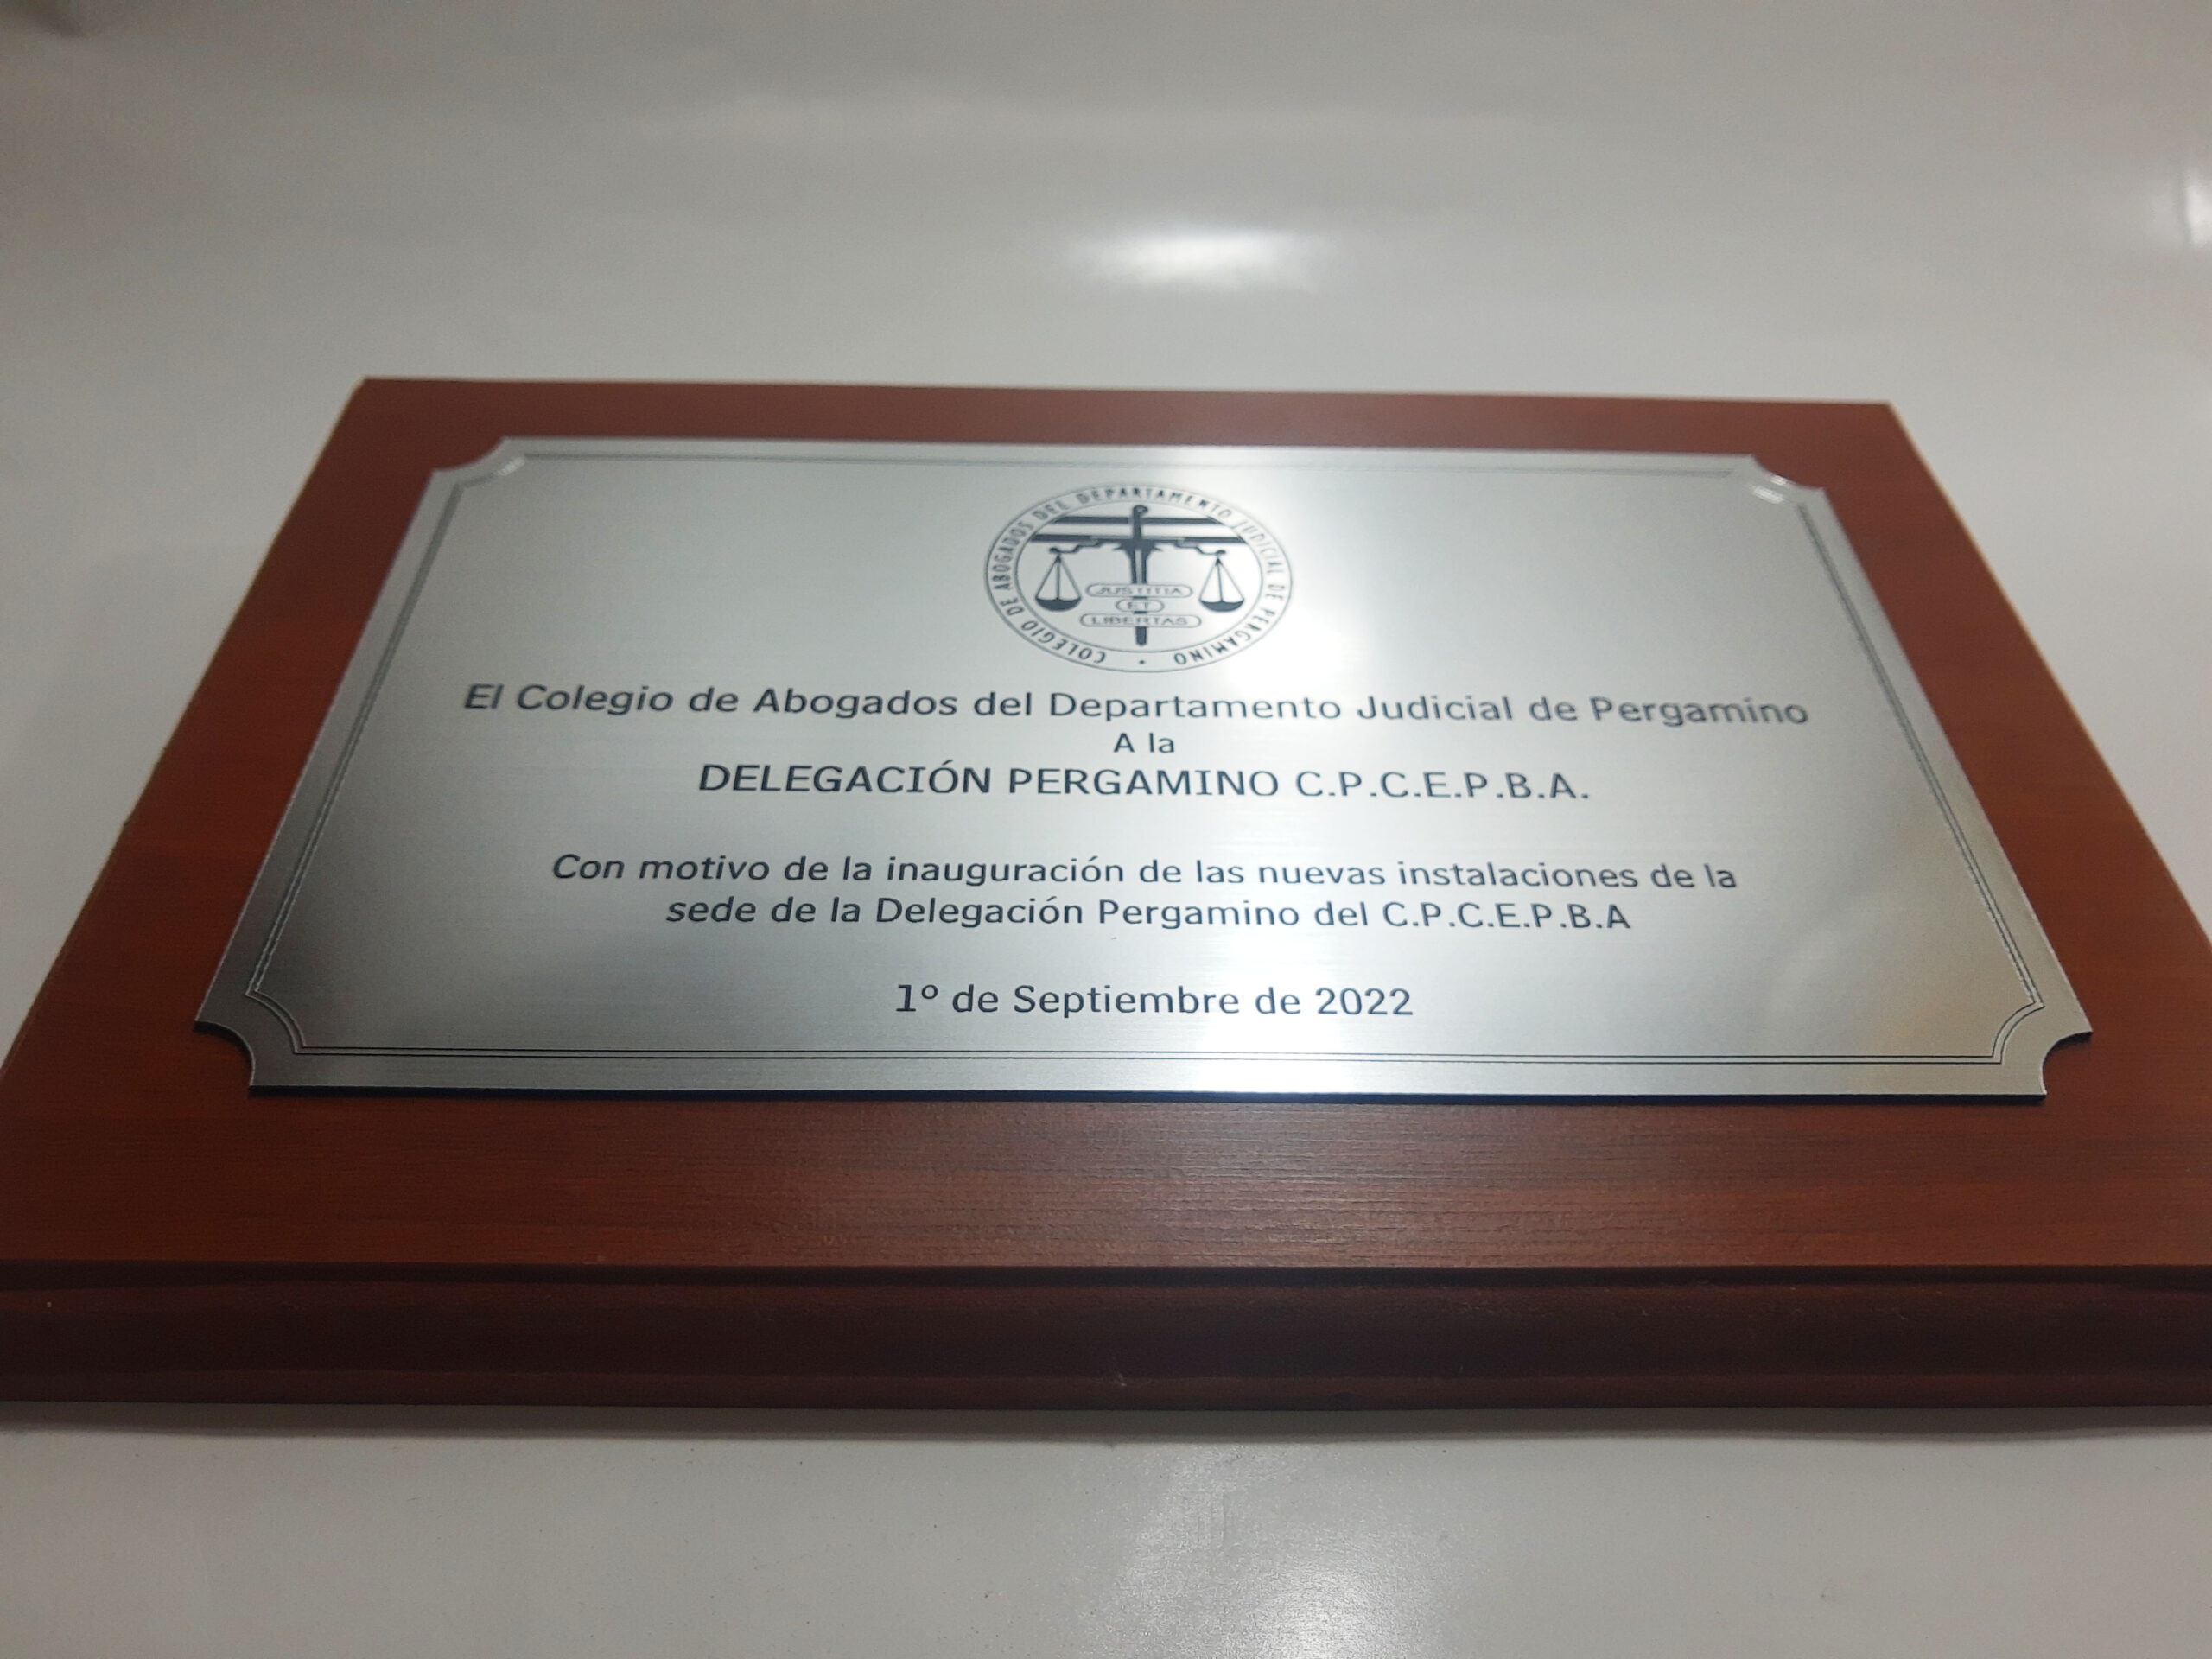 COLEGIO DE ABOGADOS DEL DEPARTAMENTO JUDICIAL DE PERGAMINO
JUSTITIA
ET
LIBERTAS
El Colegio de Abogados del Departamento Judicial de Pergamino
A la
DELEGACIÓN PERGAMINO C.P.C.E.P.B.A.
Con motivo de la inauguración de las nuevas instalaciones de la
sede de la Delegación Pergamino del C.P.C.E.P.B.A
1º de Septiembre de 2022